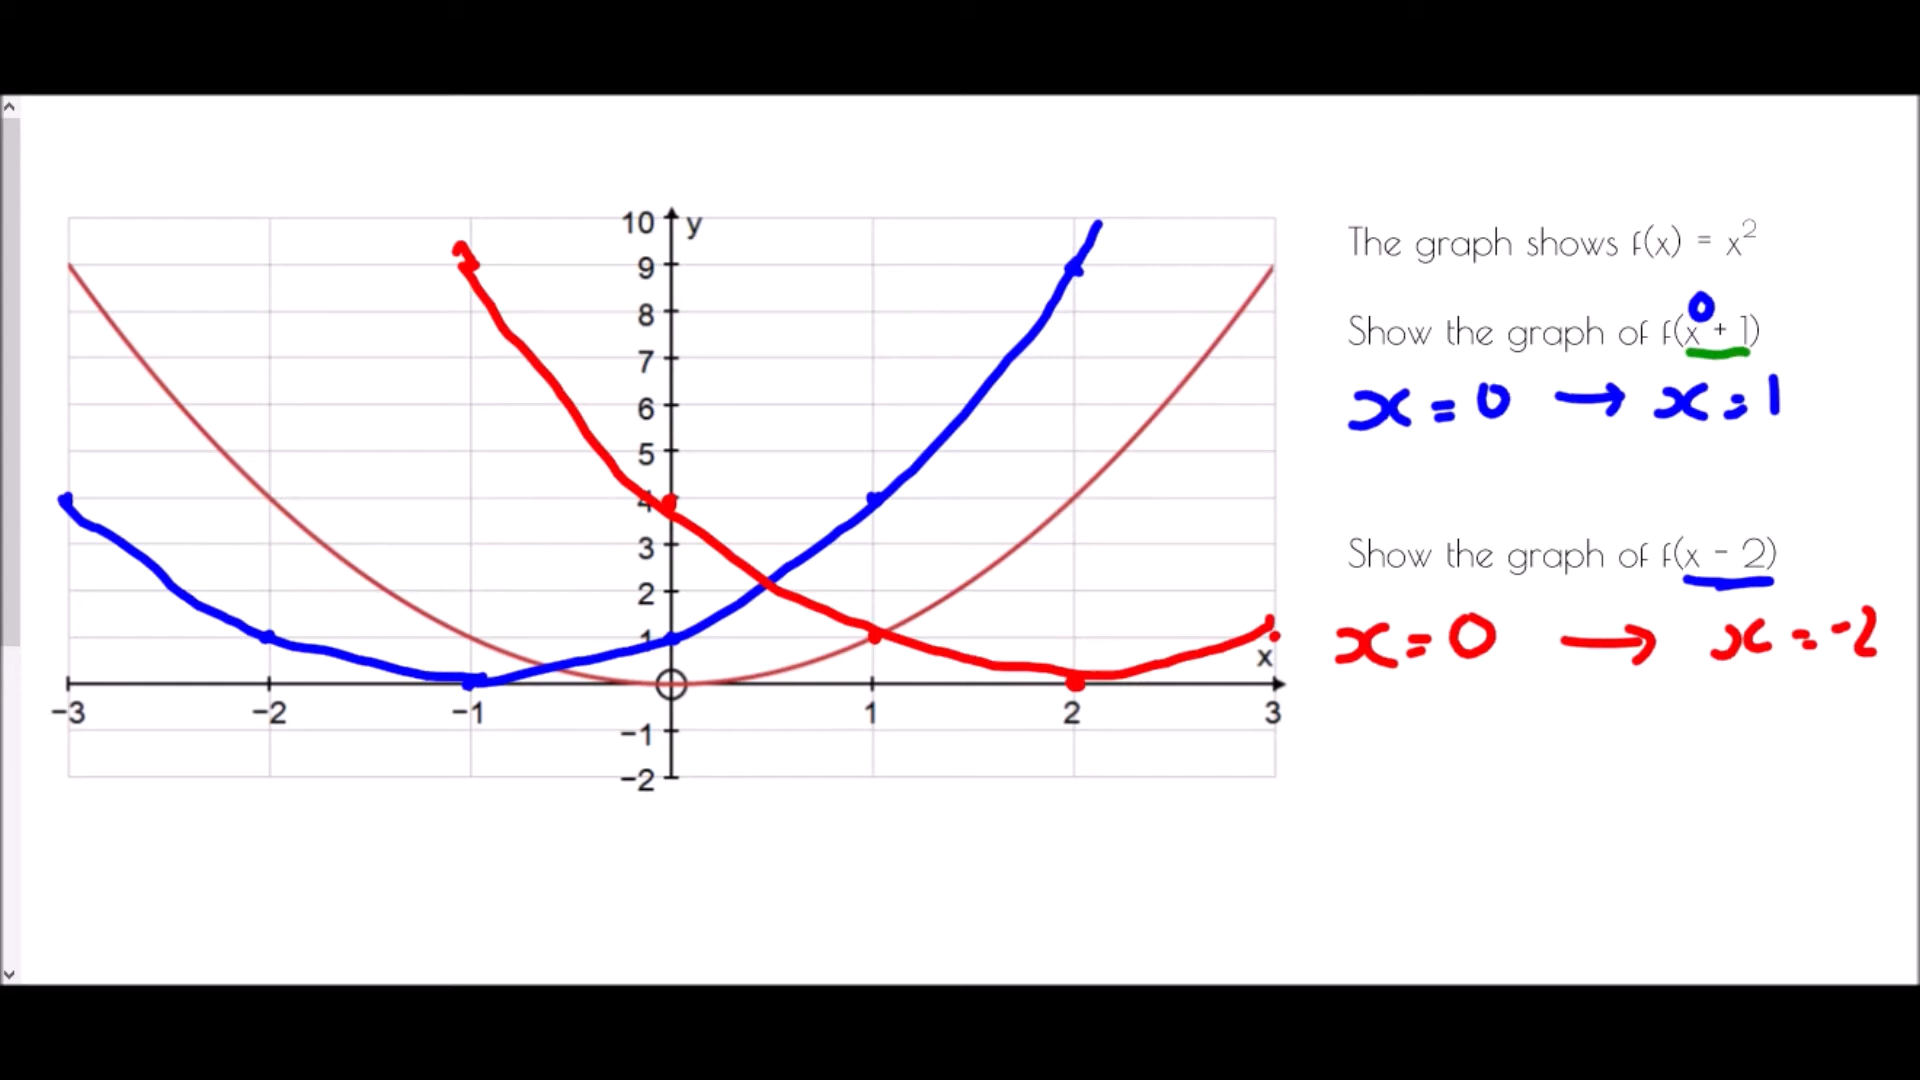 10 y
9
8
7
6
5
4
3
2
1
x
-3 -2 -1 1 2 3
-1
-2
The graph shows f(x) = x²
0
Show the graph of f(x + 1)
x = 0 → x = 1
Show the graph of f(x - 2)
x = 0 → x = -2